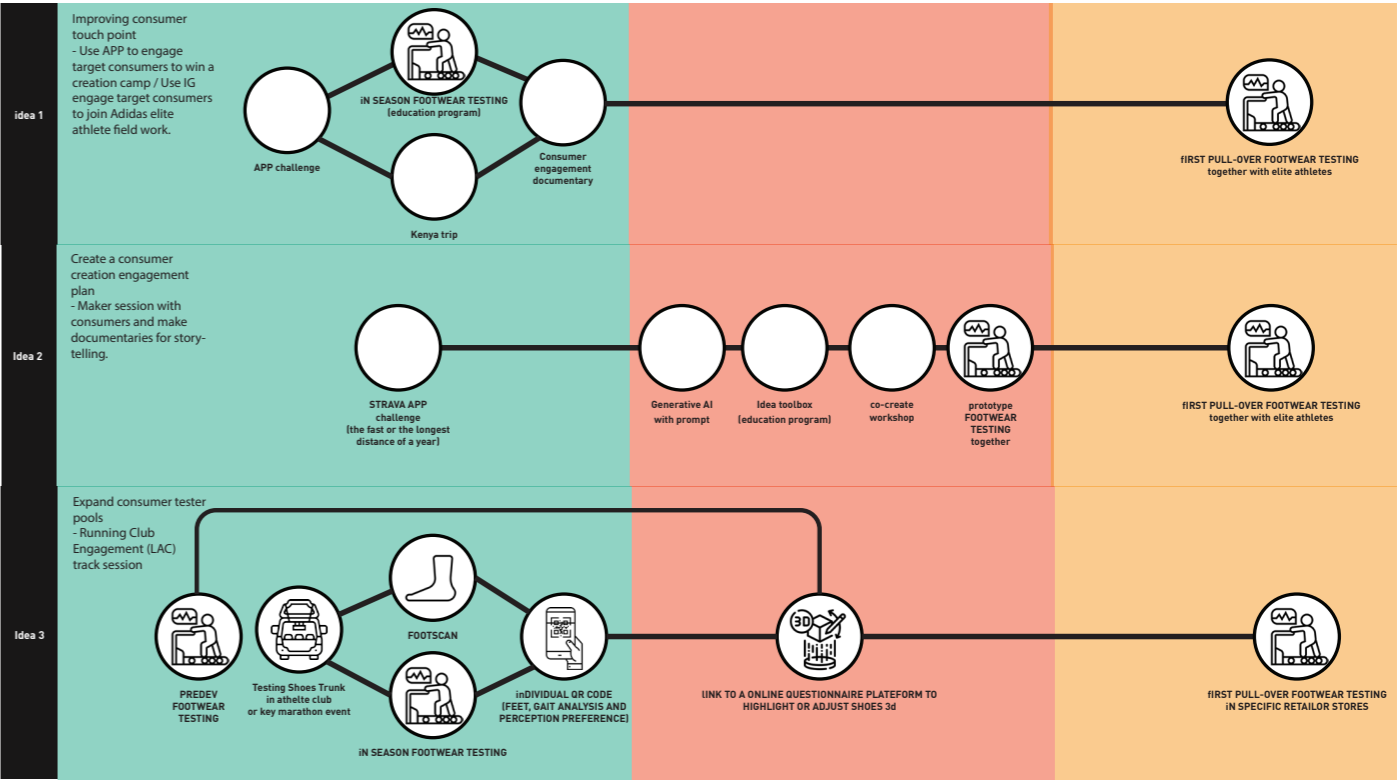 idea 1
Improving consumer
touch point
- Use APP to engage
target consumers to win a
creation camp / Use IG
engage target consumers
to join Adidas elite
athlete field work.
APP challenge
iN SEASON FOOTWEAR TESTING
(education program)
Kenya trip
Consumer
engagement
documentary
fIRST PULL-OVER FOOTWEAR TESTING
together with elite athletes
Idea 2
Create a consumer
creation engagement
plan
- Maker session with
consumers and make
documentaries for story-
telling.
STRAVA APP
challenge
(the fast or the longest
distance of a year)
Generative AI
with prompt
Idea toolbox
(education program)
co-create
workshop
prototype
FOOTWEAR
TESTING
together
fIRST PULL-OVER FOOTWEAR TESTING
together with elite athletes
Idea 3
Expand consumer tester
pools
- Running Club
Engagement (LAC)
track session
PREDEV
FOOTWEAR
TESTING
Testing Shoes Trunk
in athelte club
or key marathon event
FOOTSCAN
iN SEASON FOOTWEAR TESTING
inDIVIDUAL QR CODE
(FEET, GAIT ANALYSIS AND
PERCEPTION PREFERENCE)
3D
lINK TO A ONLINE QUESTIONNAIRE PLATEFORM TO
HIGHLIGHT OR ADJUST SHOES 3d
fIRST PULL-OVER FOOTWEAR TESTING
iN SPECIFIC RETAILOR STORES